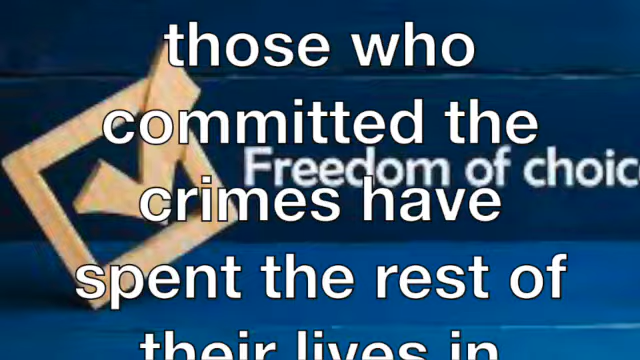 those who
committed the
Freedom of choic
crimes have
spent the rest of
their lives in